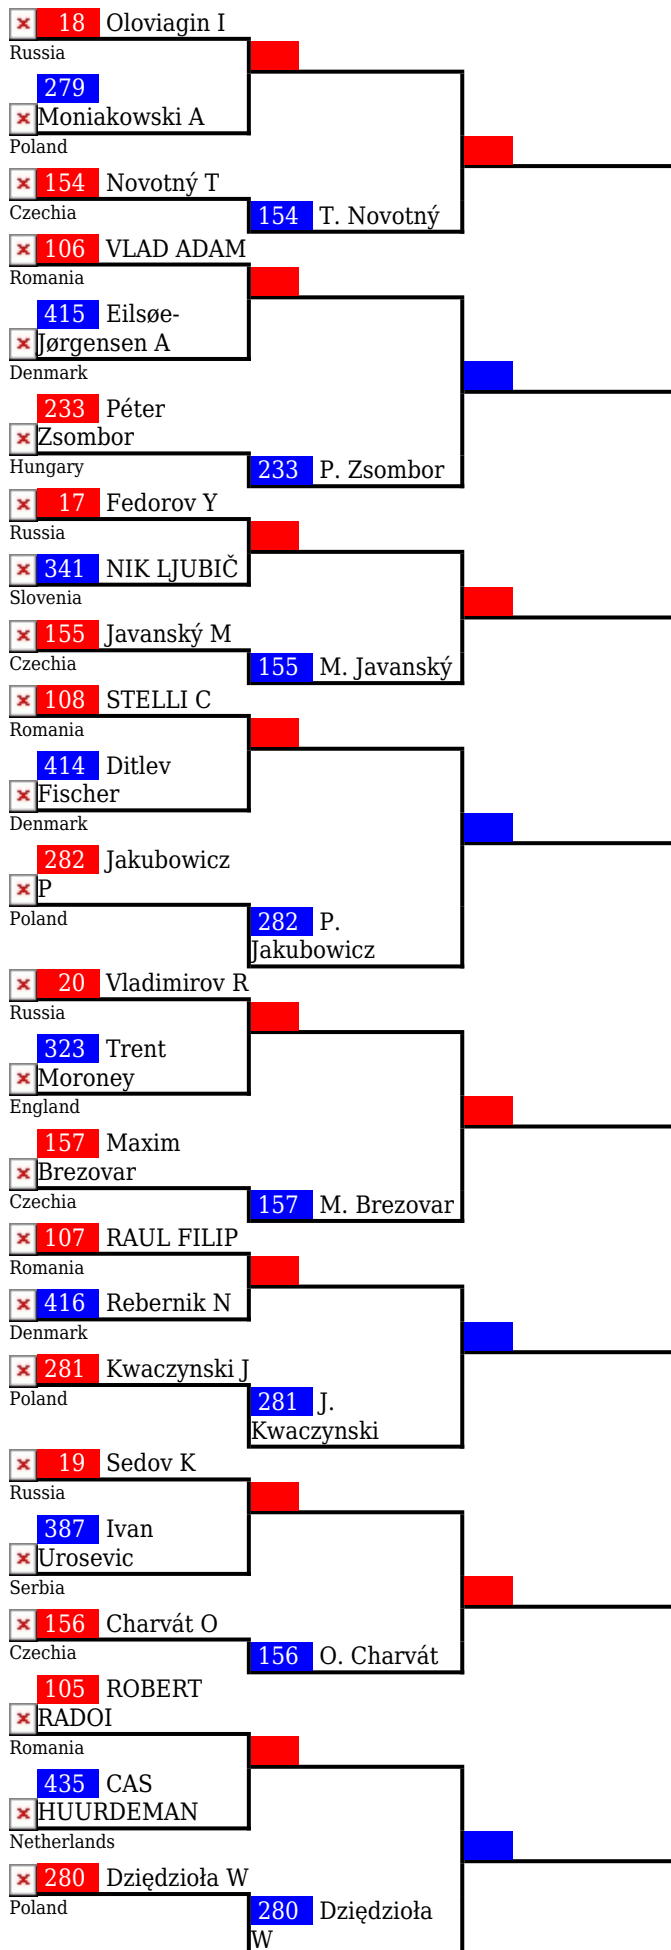 18 Oloviagin I
Russia
279
Moniakowski A
Poland
154 Novotný T
Czechia
154 T. Novotný
106 VLAD ADAM
Romania
415 Eilsøe-
Jørgensen A
Denmark
233 Péter
Zsombor
Hungary
233 P. Zsombor
17 Fedorov Y
Russia
341 NIK LJUBIČ
Slovenia
155 Javanský M
Czechia
155 M. Javanský
108 STELLI C
Romania
414 Ditlev
Fischer
Denmark
282 Jakubowicz
P
Poland
282 P.
Jakubowicz
20 Vladimirov R
Russia
323 Trent
Moroney
England
157 Maxim
Brezovar
Czechia
157 M. Brezovar
107 RAUL FILIP
Romania
416 Rebernik N
Denmark
281 Kwaczynski J
Poland
281 J.
Kwaczynski
19 Sedov K
Russia
387 Ivan
Urosevic
Serbia
156 Charvát O
Czechia
156 O. Charvát
105 ROBERT
RADOI
Romania
435 CAS
HUURDEMAN
Netherlands
280 Dziędzioła W
Poland
280 Dziędzioła
W